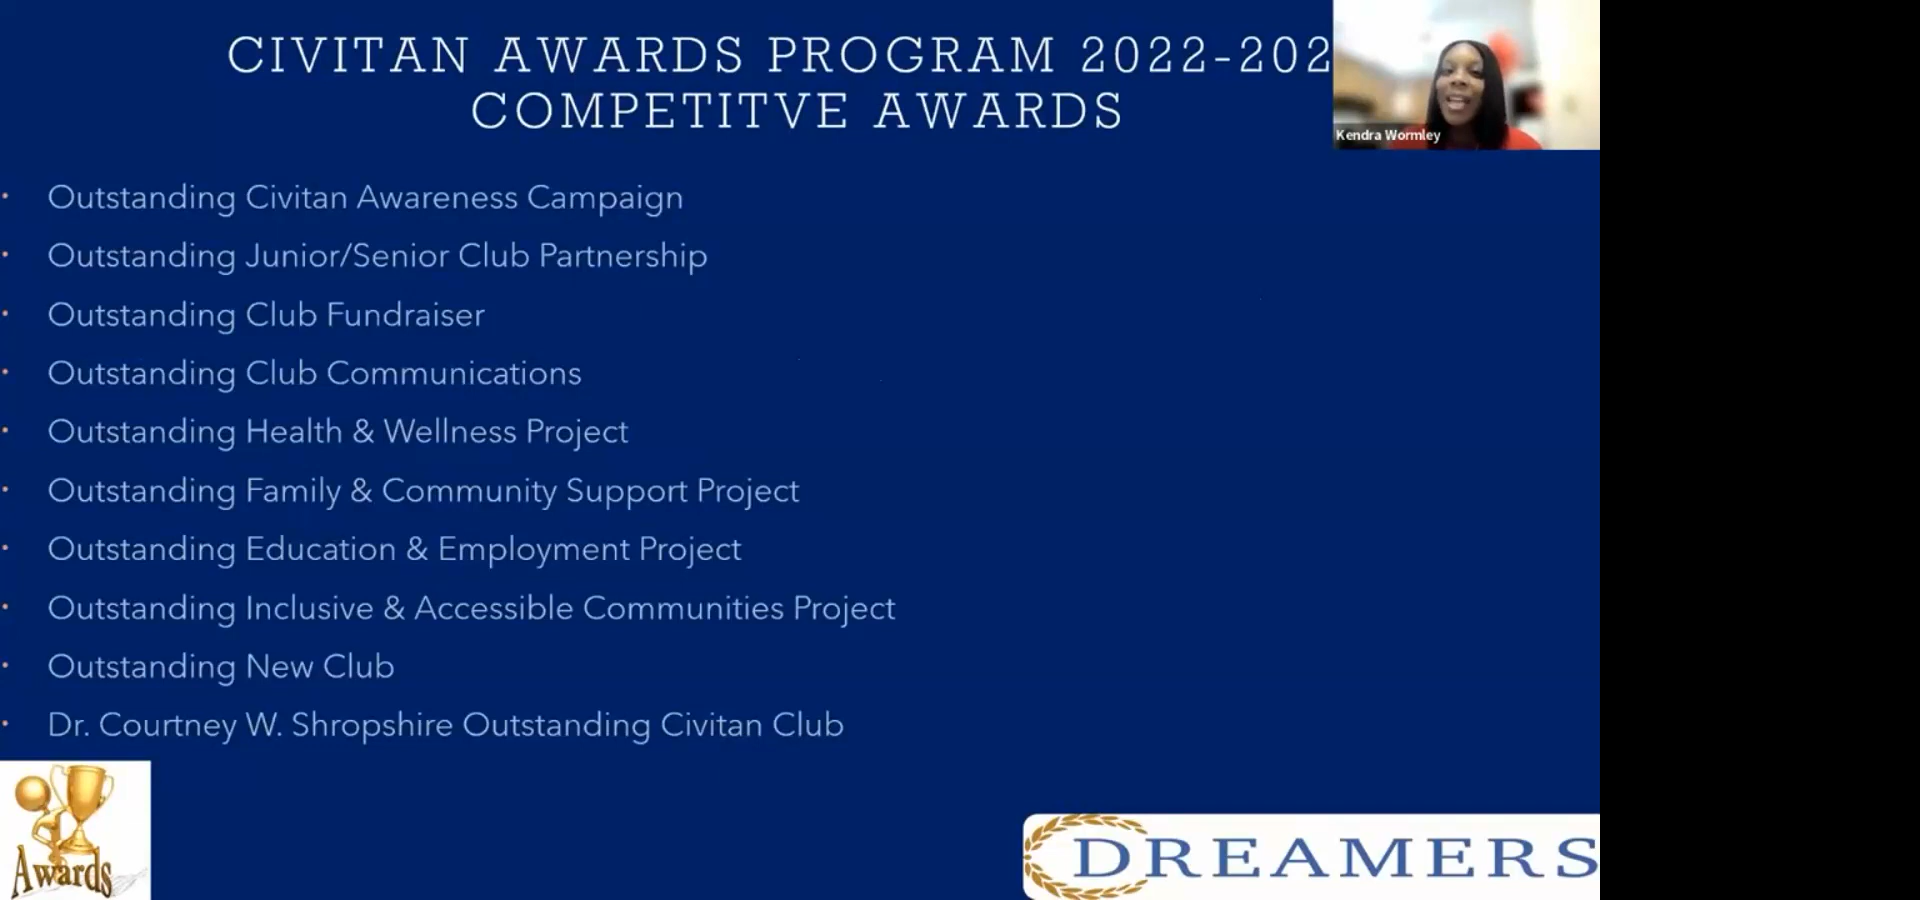 CIVITAN AWARDS PROGRAM 2022-202
COMPETITVE AWARDS
Kendra Wormley
· Outstanding Civitan Awareness Campaign
· Outstanding Junior/Senior Club Partnership
· Outstanding Club Fundraiser
· Outstanding Club Communications
· Outstanding Health & Wellness Project
· Outstanding Family & Community Support Project
· Outstanding Education & Employment Project
· Outstanding Inclusive & Accessible Communities Project
· Outstanding New Club
· Dr. Courtney W. Shropshire Outstanding Civitan Club
Awards
DREAMERS